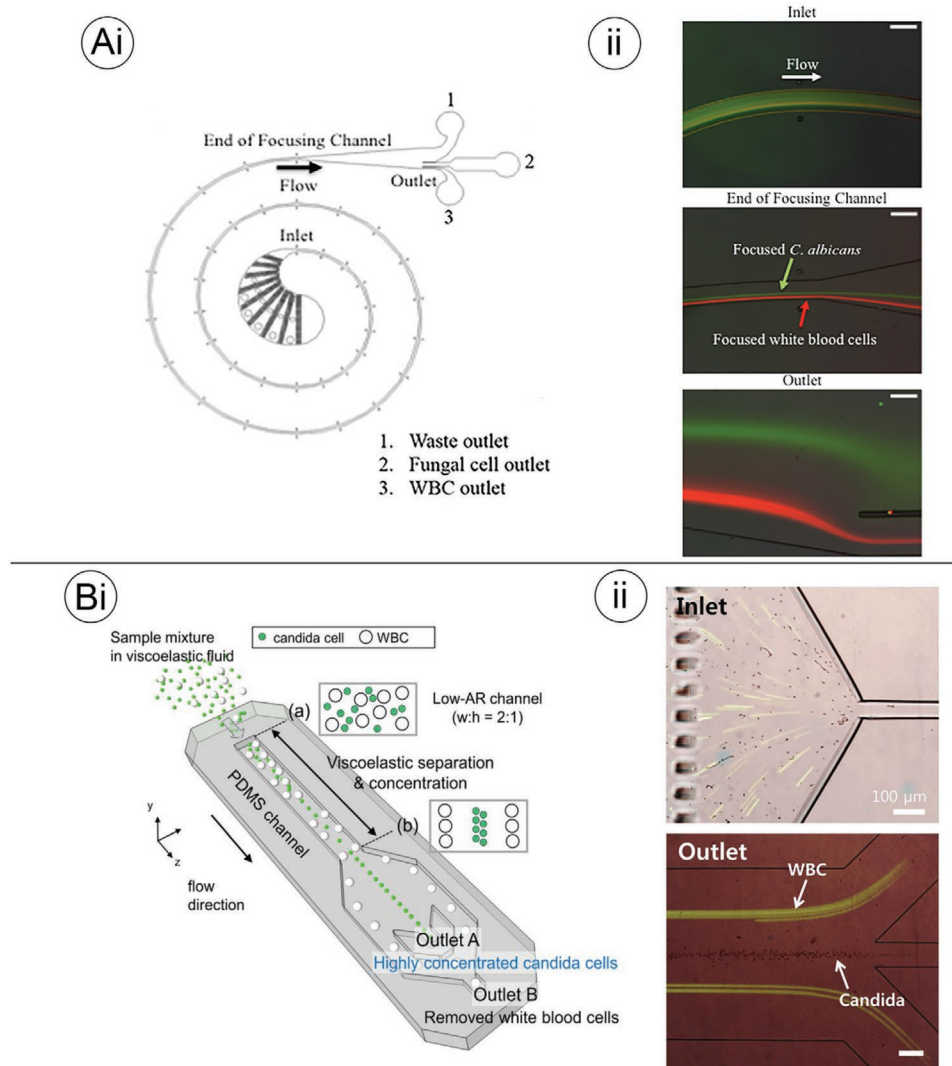 Ai
End of Focusing Channel
Flow
Outlet
Inlet
1
2
3
1. Waste outlet
2. Fungal cell outlet
3. WBC outlet
ii
Inlet
Flow
End of Focusing Channel
Focused C. albicans
Focused white blood cells
Outlet
Bi
Sample mixture
in viscoelastic fluid
candida cell WBC
(a)
Low-AR channel
(w:h = 2:1)
Viscoelastic separation
& concentration
PDMS channel
(b)
y
z
flow
direction
Outlet A
Highly concentrated candida cells
Outlet B
Removed white blood cells
ii
Inlet
100 μm
Outlet
WBC
Candida